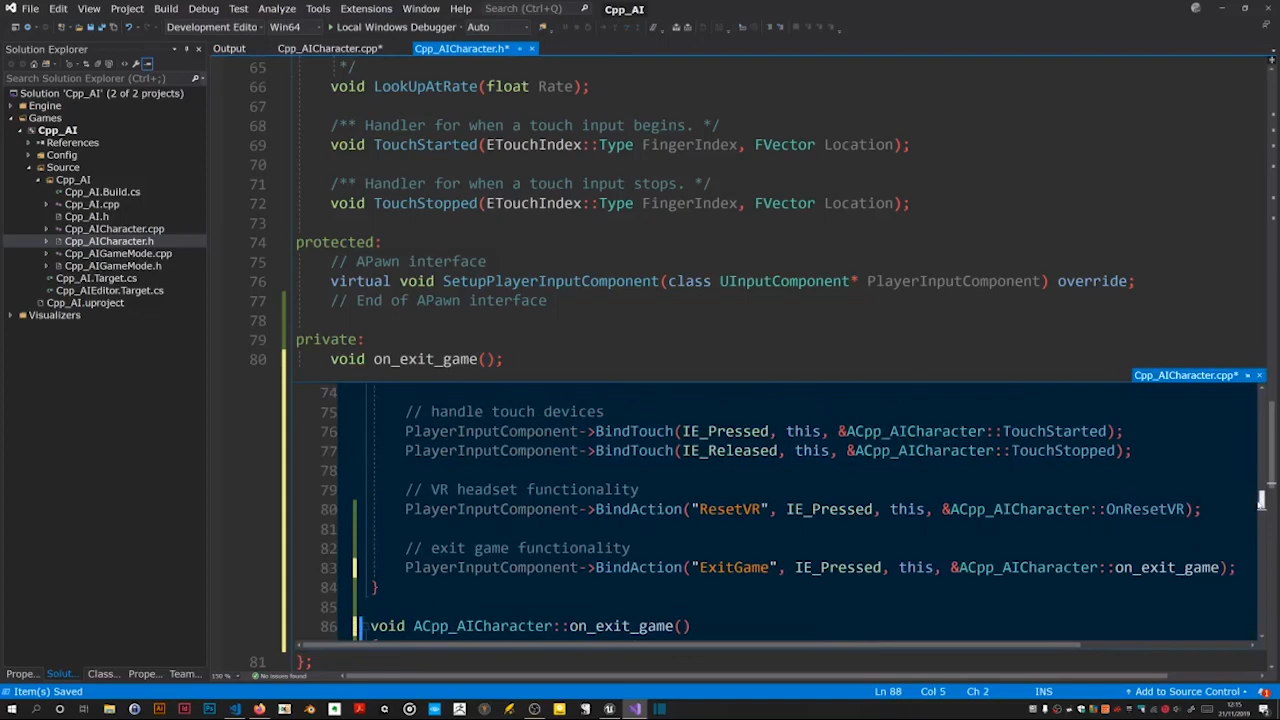 File Edit View Project Build Debug Test Analyze Tools Extensions Window Help Search (Ctrl+Q) Cpp_AI
Development Edito Win64 Local Windows Debugger Auto
Solution Explorer
Output Cpp_AICharacter.cpp* Cpp_AICharacter.h*
Search Solution Explorer (Ctrl+;)
Solution 'Cpp_AI' (2 of 2 projects)
Engine
Games
Cpp_AI
References
Config
Source
Cpp_AI
Cpp_AI.Build.cs
Cpp_AI.cpp
Cpp_AI.h
Cpp_AICharacter.cpp
Cpp_AICharacter.h
Cpp_AIGameMode.cpp
Cpp_AIGameMode.h
Cpp_AI.Target.cs
Cpp_AIEditor.Target.cs
Cpp_AI.uproject
Visualizers
65 */
66 void LookUpAtRate(float Rate);
67
68 /** Handler for when a touch input begins. */
69 void TouchStarted(ETouchIndex::Type FingerIndex, FVector Location);
70
71 /** Handler for when a touch input stops. */
72 void TouchStopped(ETouchIndex::Type FingerIndex, FVector Location);
73
74 protected:
75 // APawn interface
76 virtual void SetupPlayerInputComponent(class UInputComponent* PlayerInputComponent) override;
77 // End of APawn interface
78
79 private:
80 void on_exit_game();
Cpp_AICharacter.cpp*
74
75 // handle touch devices
76 PlayerInputComponent->BindTouch(IE_Pressed, this, &ACpp_AICharacter::TouchStarted);
77 PlayerInputComponent->BindTouch(IE_Released, this, &ACpp_AICharacter::TouchStopped);
78
79 // VR headset functionality
80 PlayerInputComponent->BindAction("ResetVR", IE_Pressed, this, &ACpp_AICharacter::OnResetVR);
81
82 // exit game functionality
83 PlayerInputComponent->BindAction("ExitGame", IE_Pressed, this, &ACpp_AICharacter::on_exit_game);
84 }
85
86 void ACpp_AICharacter::on_exit_game()
81 };
Prope... Solut... Class... Prope... Team...
150 % No issues found
Item(s) Saved Ln 88 Col 5 Ch 2 INS Add to Source Control
12:15
21/11/2019